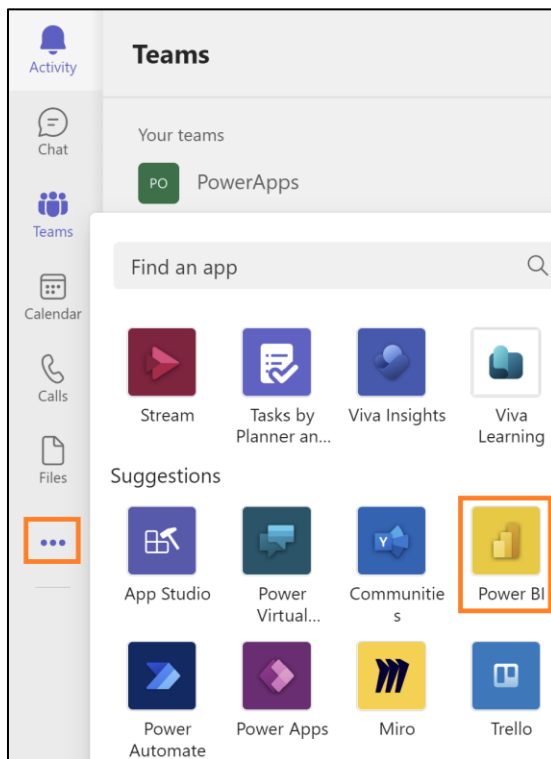 Activity
Chat
Teams
Calendar
Calls
Files
Teams
Your teams
PO PowerApps
Find an app
Stream
Tasks by
Planner an...
Viva Insights
Viva
Learning
Suggestions
App Studio
Power
Virtual...
Y
Communitie
s
Power BI
Power
Automate
Power Apps
Miro
Trello